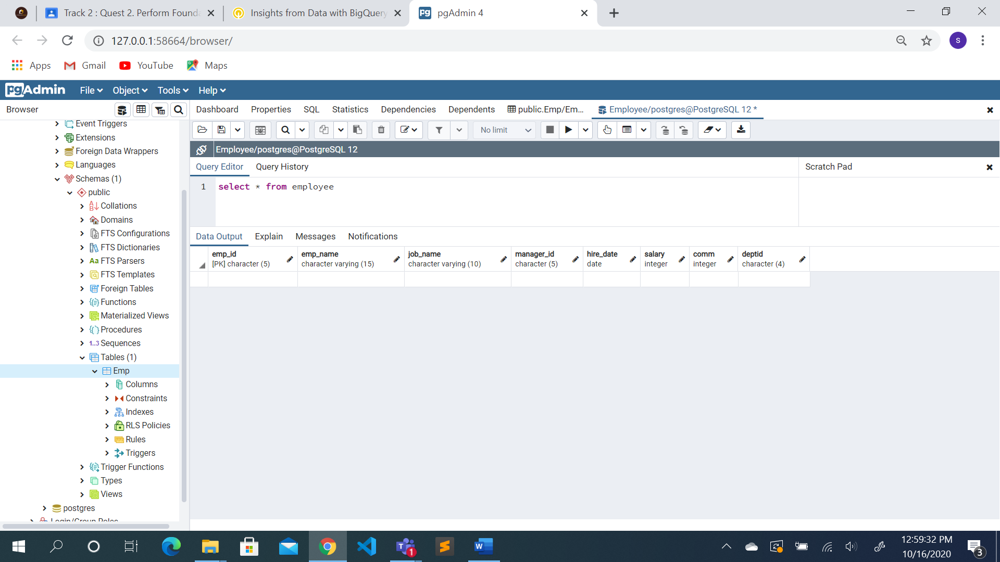 Track 2 : Quest 2. Perform Founda
Insights from Data with BigQuery
pgAdmin 4
127.0.0.1:58664/browser/
S
Apps
Gmail
YouTube
Maps
pgAdmin
File
Object
Tools
Help
Browser
Dashboard
Properties
SQL
Statistics
Dependencies
Dependents
public.Emp/Em...
Employee/postgres@PostgreSQL 12 *
No limit
Employee/postgres@PostgreSQL 12
Query Editor
Query History
Scratch Pad
1 select * from employee
Data Output
Explain
Messages
Notifications
emp_id
[PK] character (5)
emp_name
character varying (15)
job_name
character varying (10)
manager_id
character (5)
hire_date
date
salary
integer
comm
integer
deptid
character (4)
Event Triggers
Extensions
Foreign Data Wrappers
Languages
Schemas (1)
public
Collations
Domains
FTS Configurations
FTS Dictionaries
Aa FTS Parsers
FTS Templates
Foreign Tables
Functions
Materialized Views
Procedures
1..3 Sequences
Tables (1)
Emp
Columns
Constraints
Indexes
RLS Policies
Rules
Triggers
Trigger Functions
Types
Views
postgres
Login/Group Roles
1
12:59:32 PM
10/16/2020
3